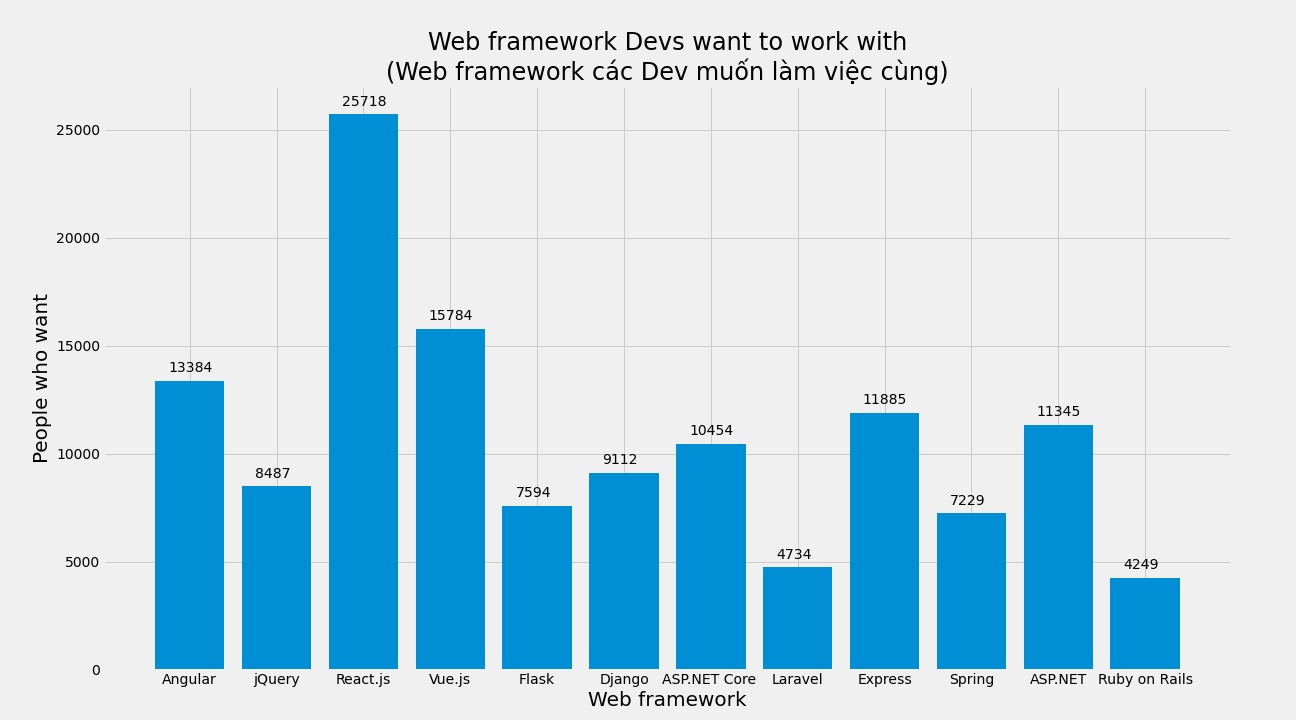 Web framework Devs want to work with
(Web framework các Dev muốn làm việc cùng)
People who want
25000
20000
15000
10000
5000
0
13384
8487
25718
15784
7594
9112
10454
4734
11885
7229
11345
4249
Angular
jQuery
React.js
Vue.js
Flask
Django
ASP.NET Core
Laravel
Express
Spring
ASP.NET
Ruby on Rails
Web framework